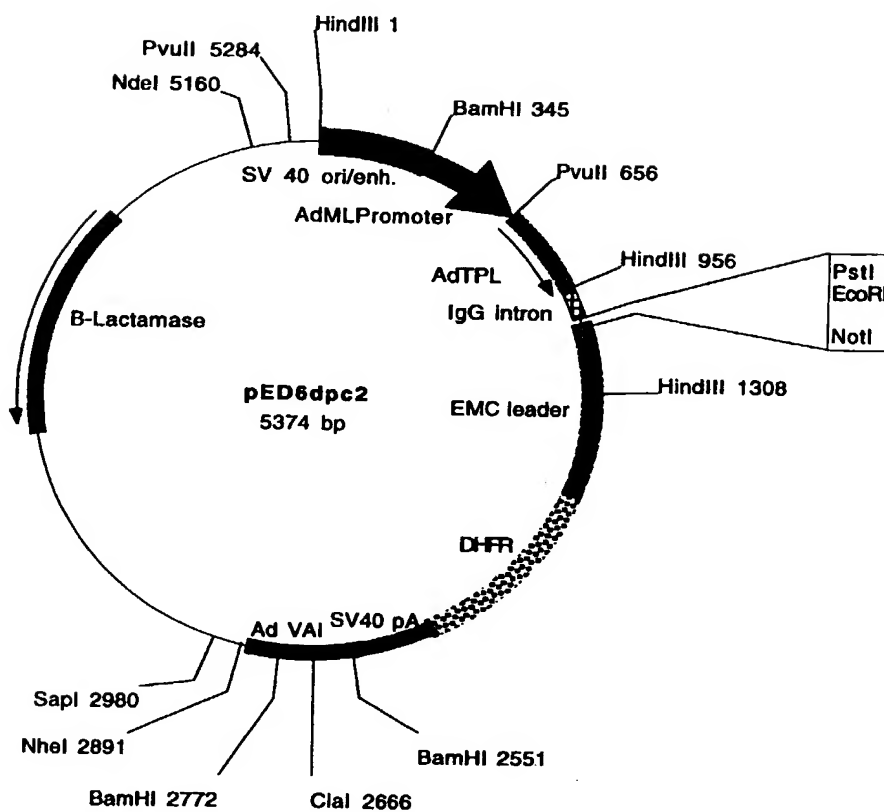 HindIII 1
PvuII 5284
NdeI 5160
BamHI 345
SV 40 ori/enh.
PvuII 656
AdMLPromoter
HindIII 956
AdTPL
PstI
EcoRI
IgG intron
B-Lactamase
NotI
pED6dpc2
5374 bp
EMC leader
HindIII 1308
DHFR
SV40 pA
Ad VAI
SapI 2980
NheI 2891
BamHI 2551
BamHI 2772
ClaI 2666